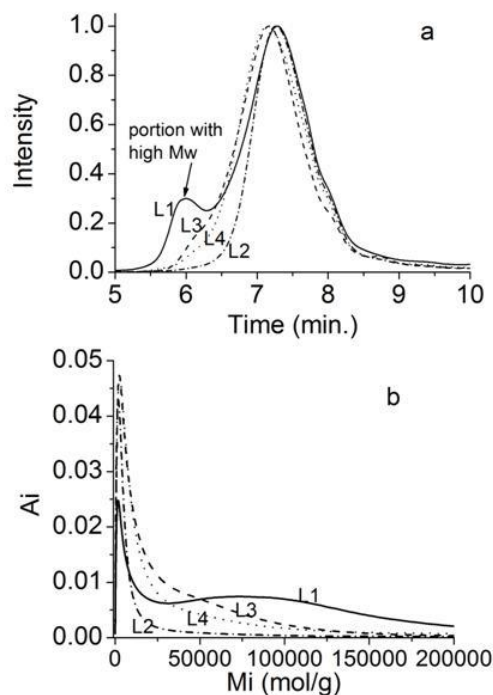 a
1.0
0.8
0.6
0.4
0.2
0.0
Intensity
portion with
high Mw
L1
L3
L4
L2
5 6 7 8 9 10
Time (min.)
b
0.05
0.04
0.03
0.02
0.01
0.00
Ai
L1
L3
L4
L2
0 50000 100000 150000 200000
Mi (mol/g)